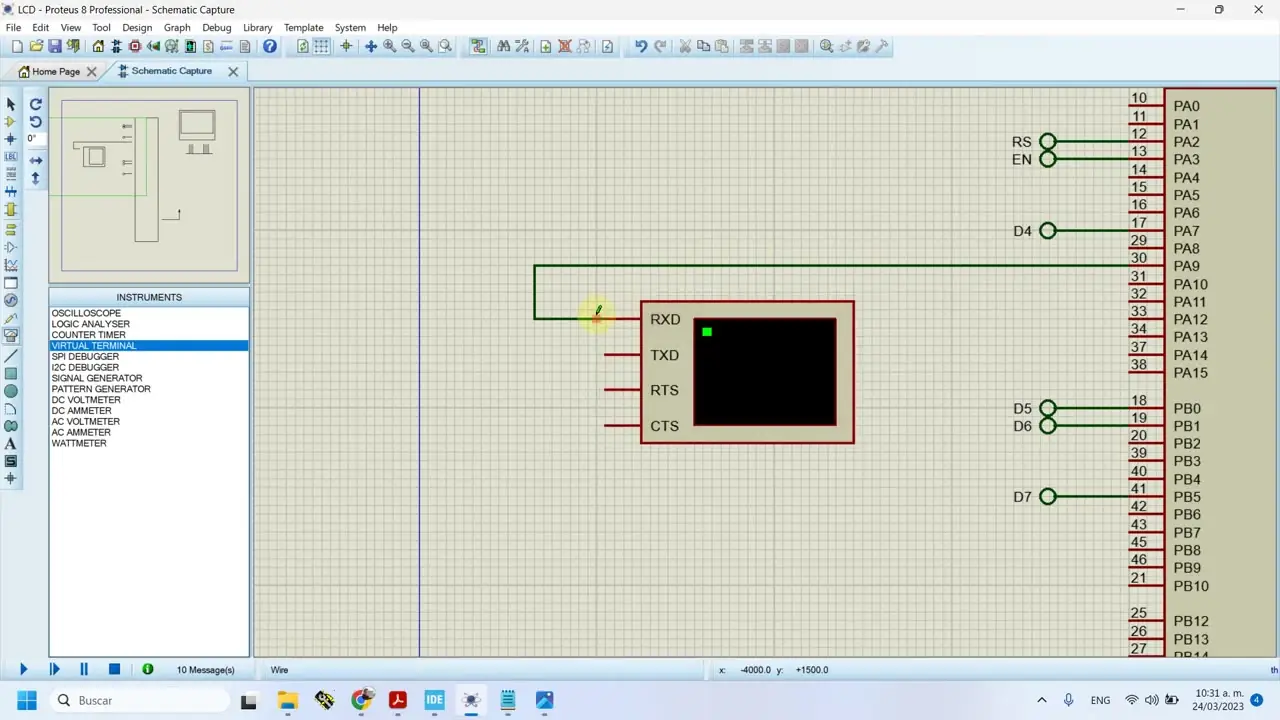 LCD - Proteus 8 Professional - Schematic Capture
File Edit View Tool Design Graph Debug Library Template System Help
Home Page
Schematic Capture
0°
LBL
INSTRUMENTS
OSCILLOSCOPE
LOGIC ANALYSER
COUNTER TIMER
VIRTUAL TERMINAL
SPI DEBUGGER
I2C DEBUGGER
SIGNAL GENERATOR
PATTERN GENERATOR
DC VOLTMETER
DC AMMETER
AC VOLTMETER
AC AMMETER
WATTMETER
RXD
TXD
RTS
CTS
RS
EN
D4
D5
D6
D7
10 PA0
11 PA1
12 PA2
13 PA3
14 PA4
15 PA5
16 PA6
17 PA7
29 PA8
30 PA9
31 PA10
32 PA11
33 PA12
34 PA13
37 PA14
38 PA15
18 PB0
19 PB1
20 PB2
39 PB3
40 PB4
41 PB5
42 PB6
43 PB7
45 PB8
46 PB9
21 PB10
25 PB12
26 PB13
27 PB14
10 Message(s)
Wire
x: -4000.0 y: +1500.0
th
Buscar
IDE
ENG
10:31 a. m.
24/03/2023
4